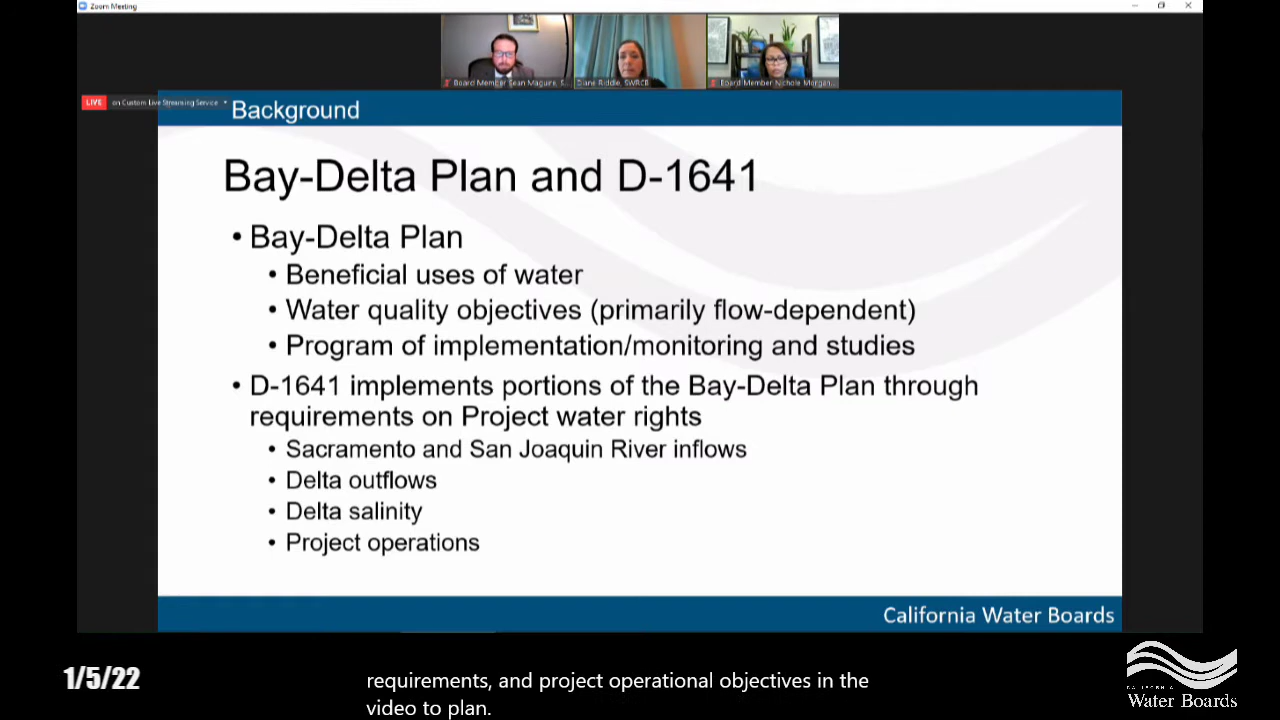 Zoom Meeting
Board Member Sean Maguire, S...
Diane Riddle, SWRCB
Board Member Nichole Morgan...
LIVE on Custom Live Streaming Service
Background
Bay-Delta Plan and D-1641
• Bay-Delta Plan
• Beneficial uses of water
• Water quality objectives (primarily flow-dependent)
• Program of implementation/monitoring and studies
• D-1641 implements portions of the Bay-Delta Plan through
requirements on Project water rights
• Sacramento and San Joaquin River inflows
• Delta outflows
• Delta salinity
• Project operations
California Water Boards
1/5/22
requirements, and project operational objectives in the
video to plan.
CALIFORNIA
Water Boards